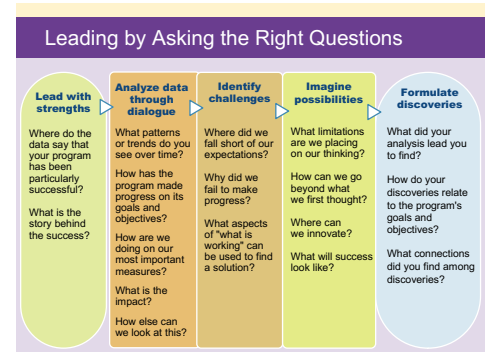 Leading by Asking the Right Questions
Lead with
strengths
Where do the
data say that
your program
has been
particularly
successful?
What is the
story behind
the success?
Analyze data
through
dialogue
What patterns
or trends do you
see over time?
How has the
program made
progress on its
goals and
objectives?
How are we
doing on our
most important
measures?
What is the
impact?
How else can
we look at this?
Identify
challenges
Where did we
fall short of our
expectations?
Why did we
fail to make
progress?
What aspects
of "what is
working" can
be used to find
a solution?
Imagine
possibilities
What limitations
are we placing
on our thinking?
How can we go
beyond what
we first thought?
Where can
we innovate?
What will success
look like?
Formulate
discoveries
What did your
analysis lead you
to find?
How do your
discoveries relate
to the program's
goals and
objectives?
What connections
did you find among
discoveries?